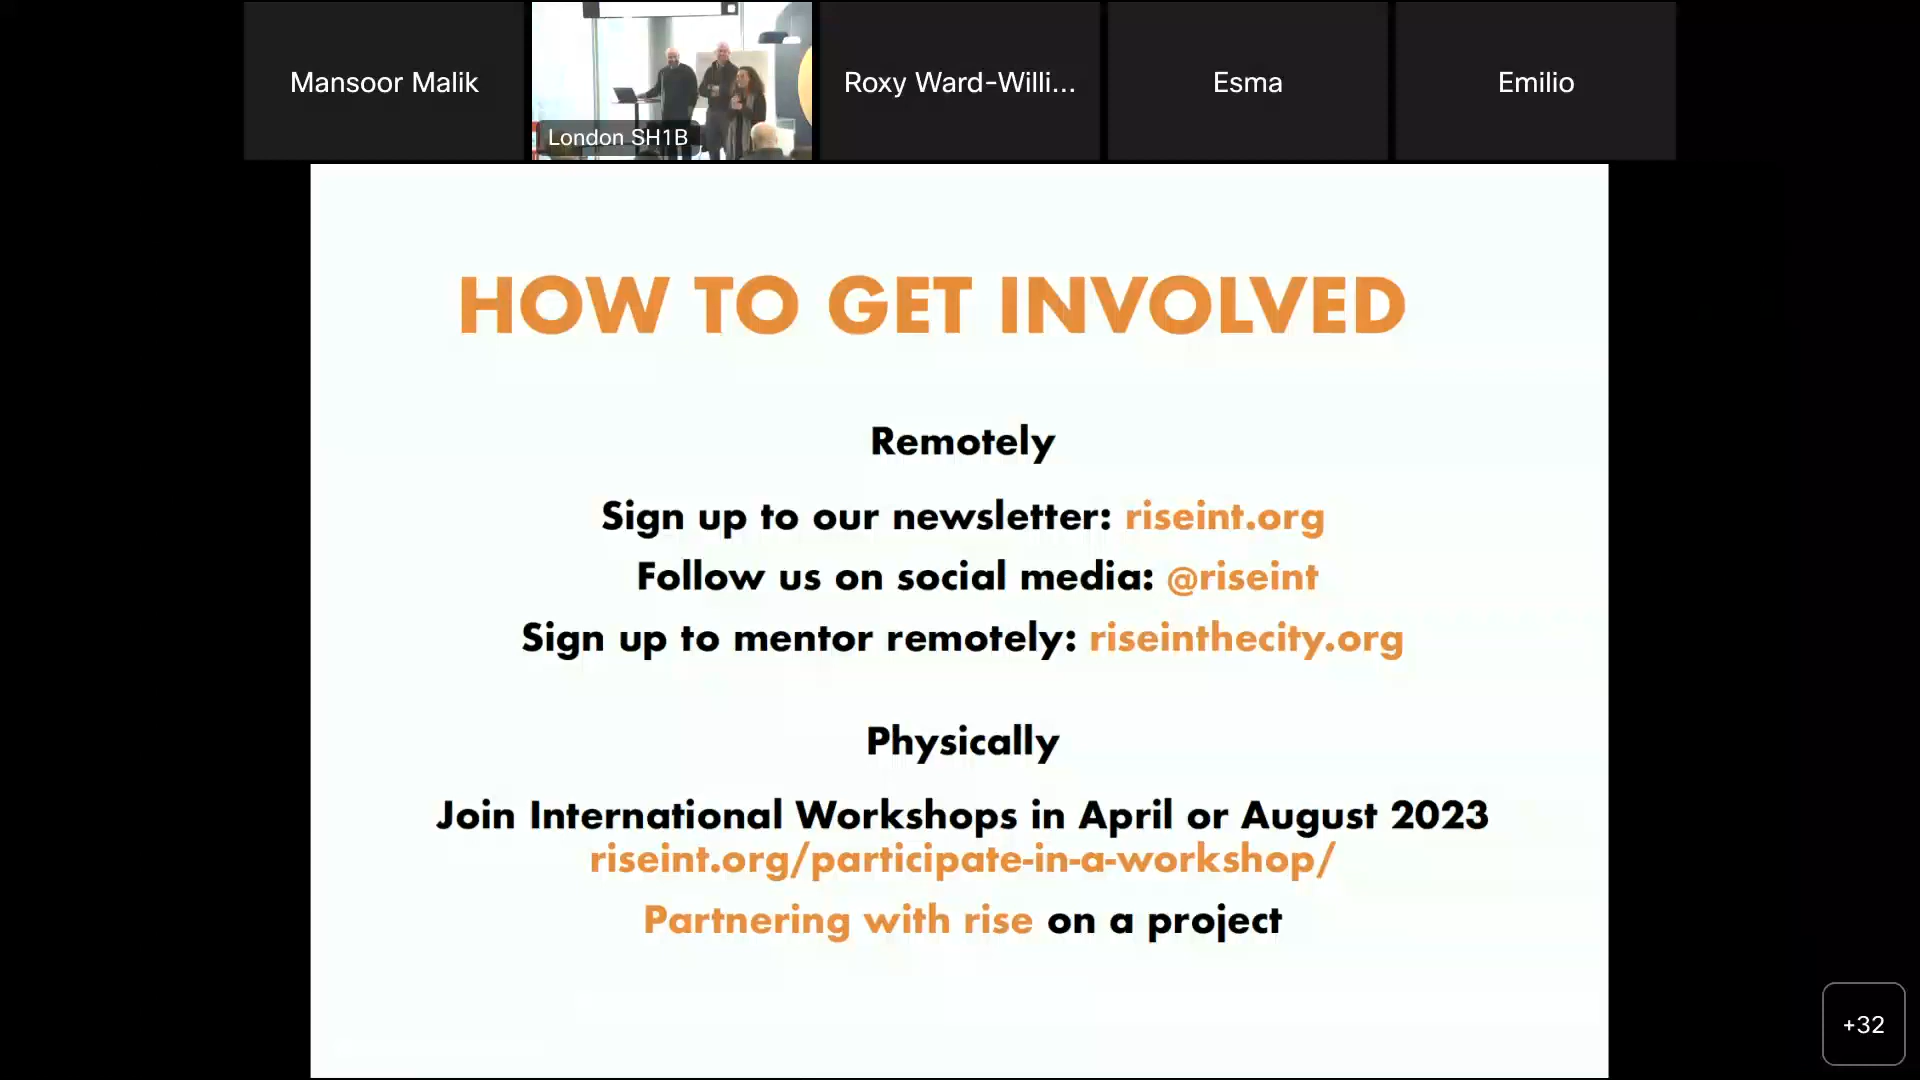 Mansoor Malik
London SH1B
Roxy Ward-Willi...
Esma
Emilio
HOW TO GET INVOLVED
Remotely
Sign up to our newsletter: riseint.org
Follow us on social media: @riseint
Sign up to mentor remotely: riseinthecity.org
Physically
Join International Workshops in April or August 2023
riseint.org/participate-in-a-workshop/
Partnering with rise on a project
+32